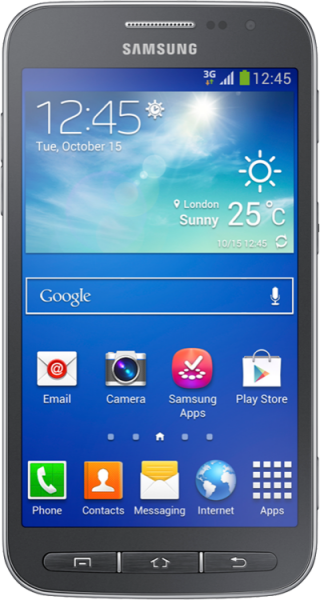 SAMSUNG
3G 12:45
12:45
Tue, October 15
London
Sunny 25°C
10/15 12:45
Google
Email Camera Samsung Apps Play Store
Phone Contacts Messaging Internet Apps